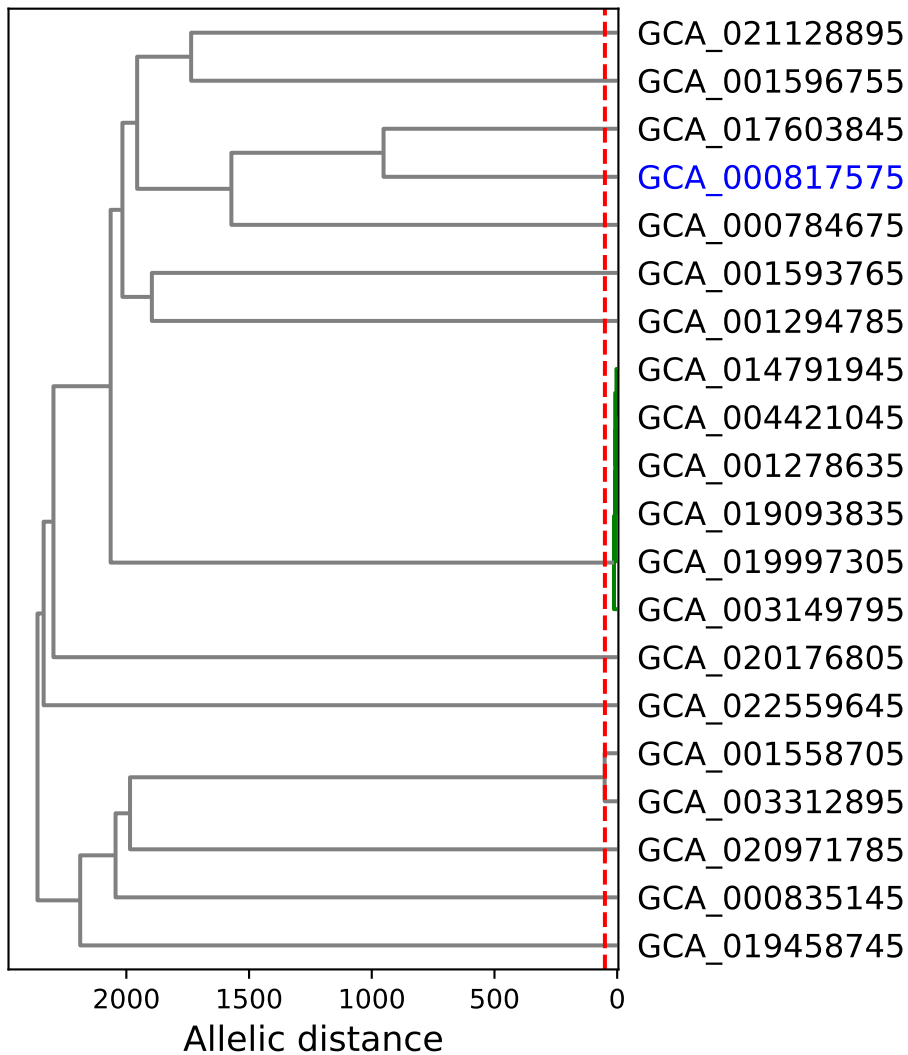 GCA_021128895
GCA_001596755
GCA_017603845
GCA_000817575
GCA_000784675
GCA_001593765
GCA_001294785
GCA_014791945
GCA_004421045
GCA_001278635
GCA_019093835
GCA_019997305
GCA_003149795
GCA_020176805
GCA_022559645
GCA_001558705
GCA_003312895
GCA_020971785
GCA_000835145
GCA_019458745
2000 1500 1000 500 0
Allelic distance